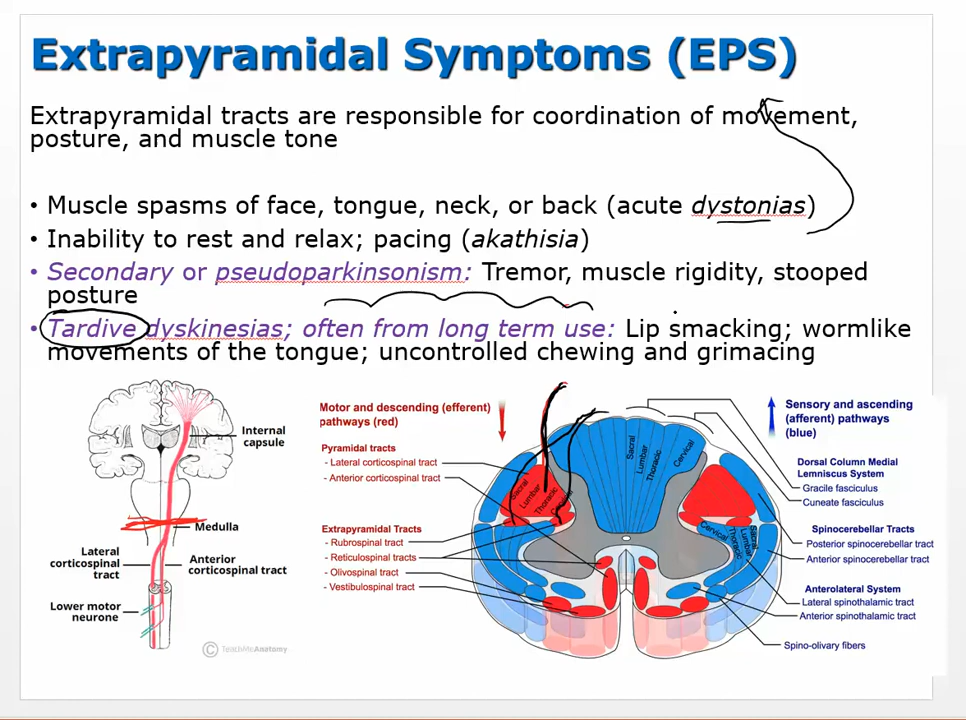 Extrapyramidal Symptoms (EPS)
Extrapyramidal tracts are responsible for coordination of movement,
posture, and muscle tone
• Muscle spasms of face, tongue, neck, or back (acute dystonias)
• Inability to rest and relax; pacing (akathisia)
• Secondary or pseudoparkinsonism: Tremor, muscle rigidity, stooped
posture
• Tardive dyskinesias; often from long term use: Lip smacking; wormlike
movements of the tongue; uncontrolled chewing and grimacing
Internal
capsule
Medulla
Lateral
corticospinal
tract
Anterior
corticospinal tract
Lower motor
neurone
© TeachMeAnatomy
Motor and descending (efferent)
pathways (red)
Pyramidal tracts
- Lateral corticospinal tract
- Anterior corticospinal tract
Extrapyramidal Tracts
- Rubrospinal tract
- Reticulospinal tracts
- Olivospinal tract
- Vestibulospinal tract
Sacral
Lumbar
Thoracic
Cervical
Sacral
Lumbar
Thoracic
Cervical
Cervical
Thoracic
Lumbar
Sacral
Sensory and ascending
(afferent) pathways
(blue)
Dorsal Column Medial
Lemniscus System
Gracile fasciculus
Cuneate fasciculus
Spinocerebellar Tracts
Posterior spinocerebellar tract
Anterior spinocerebellar tract
Anterolateral System
Lateral spinothalamic tract
Anterior spinothalamic tract
Spino-olivary fibers